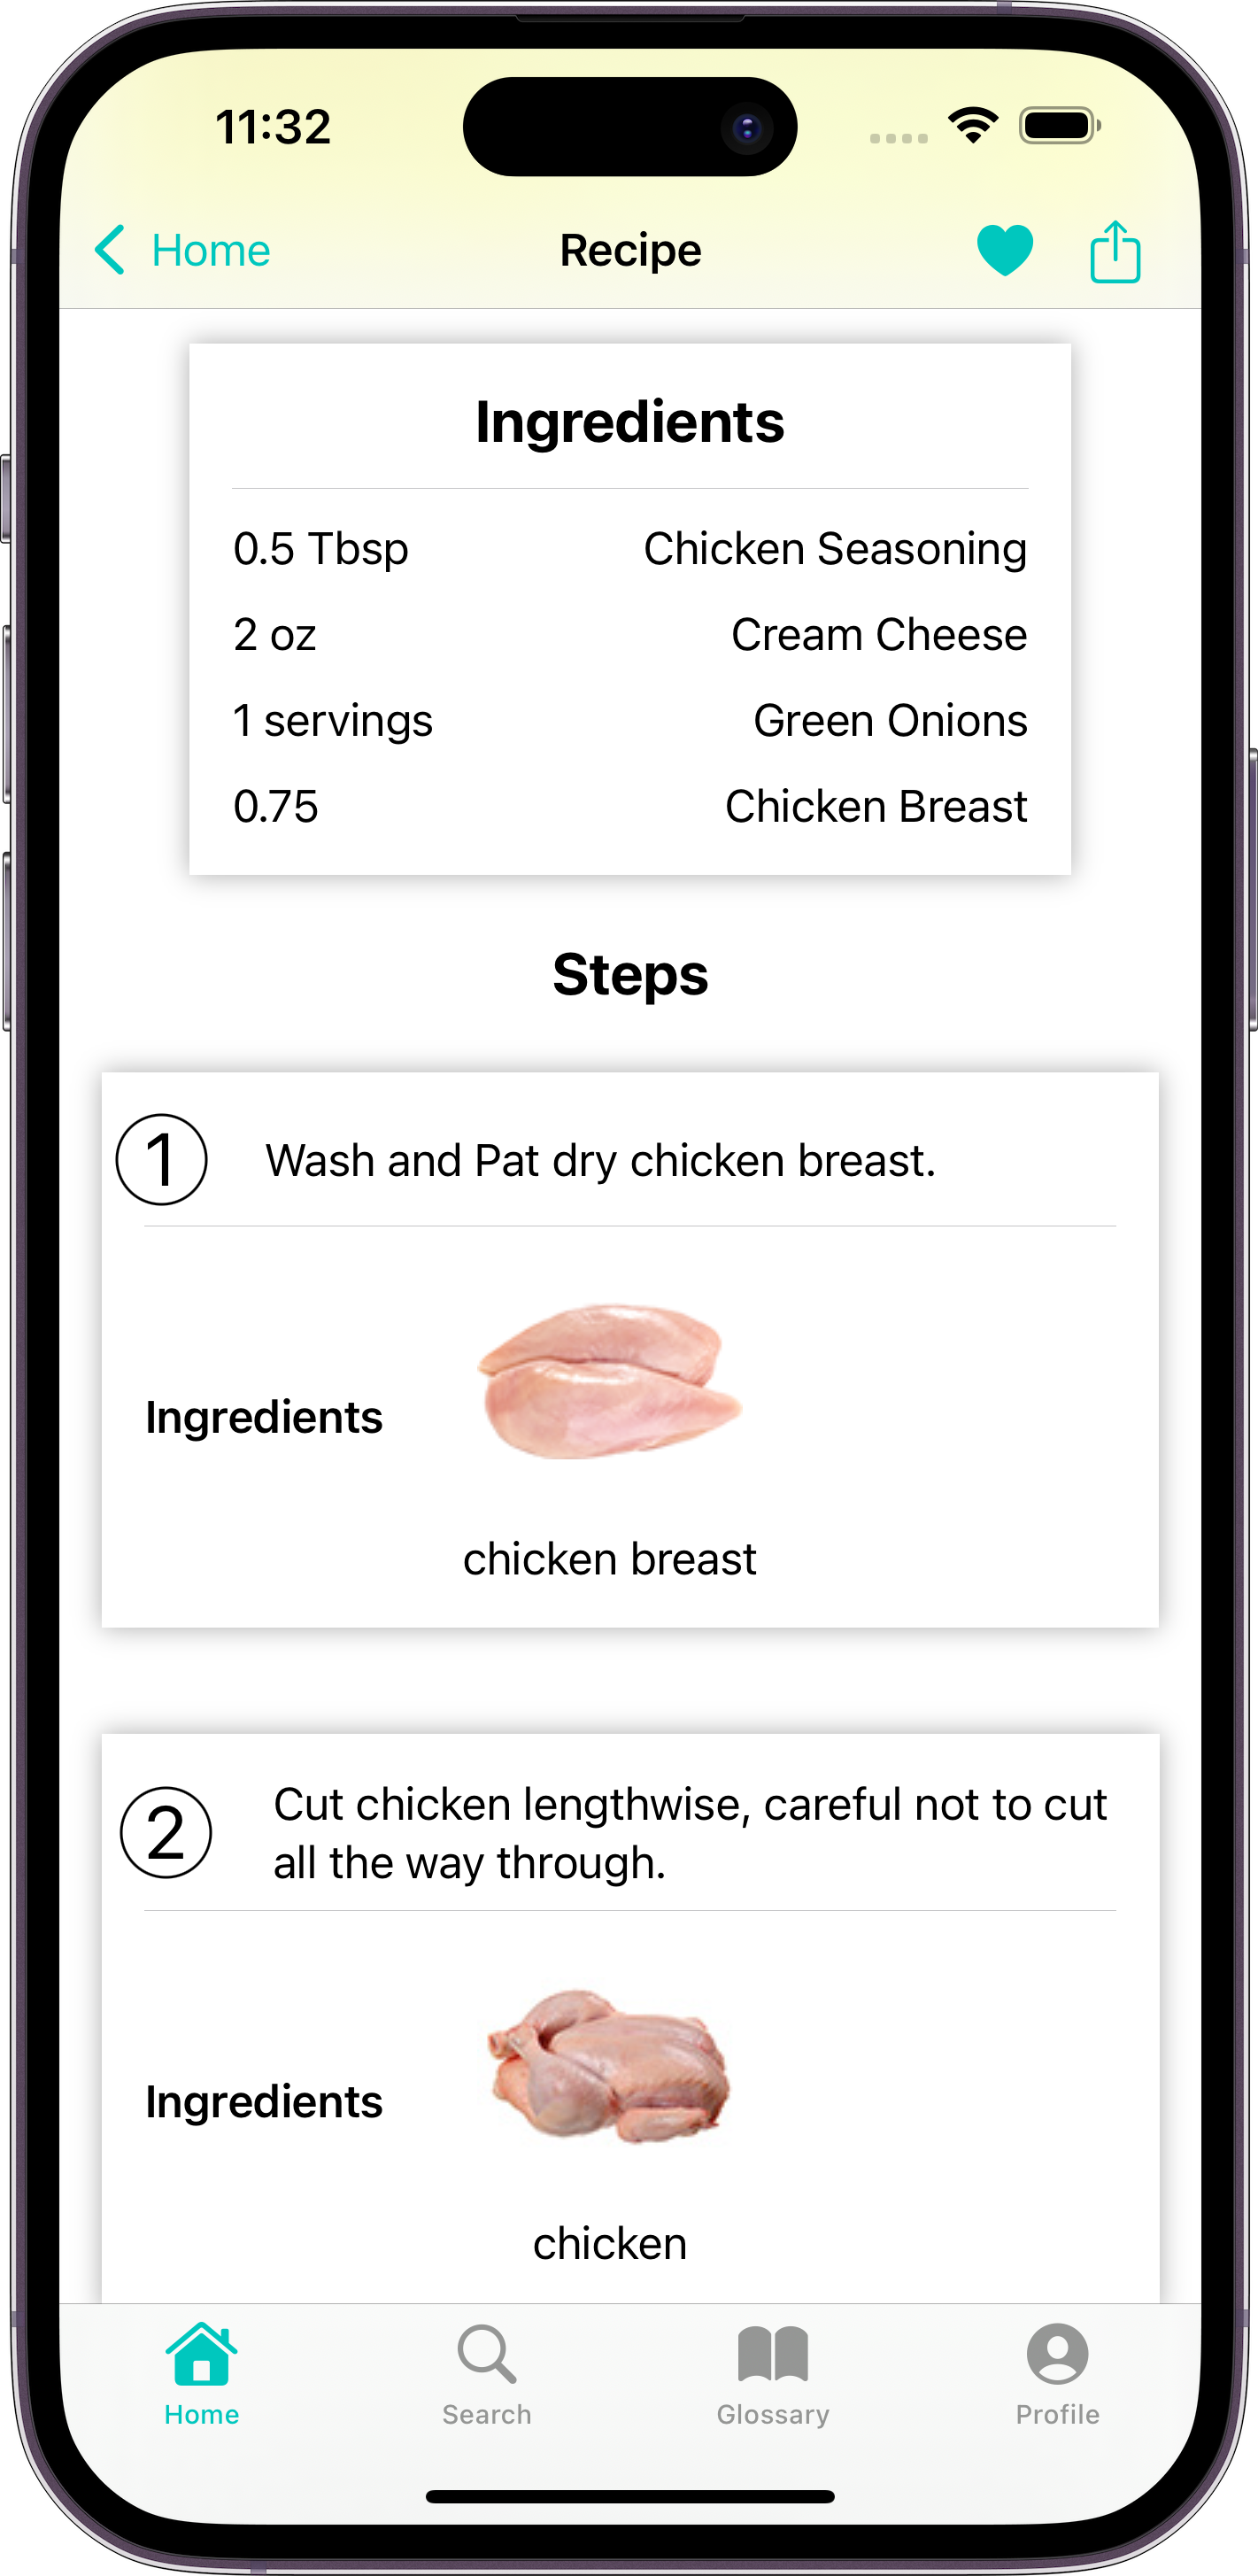 11:32
Home
Recipe
Ingredients
0.5 Tbsp Chicken Seasoning
2 oz Cream Cheese
1 servings Green Onions
0.75 Chicken Breast
Steps
1 Wash and Pat dry chicken breast.
Ingredients
chicken breast
2 Cut chicken lengthwise, careful not to cut
all the way through.
Ingredients
chicken
Home
Search
Glossary
Profile